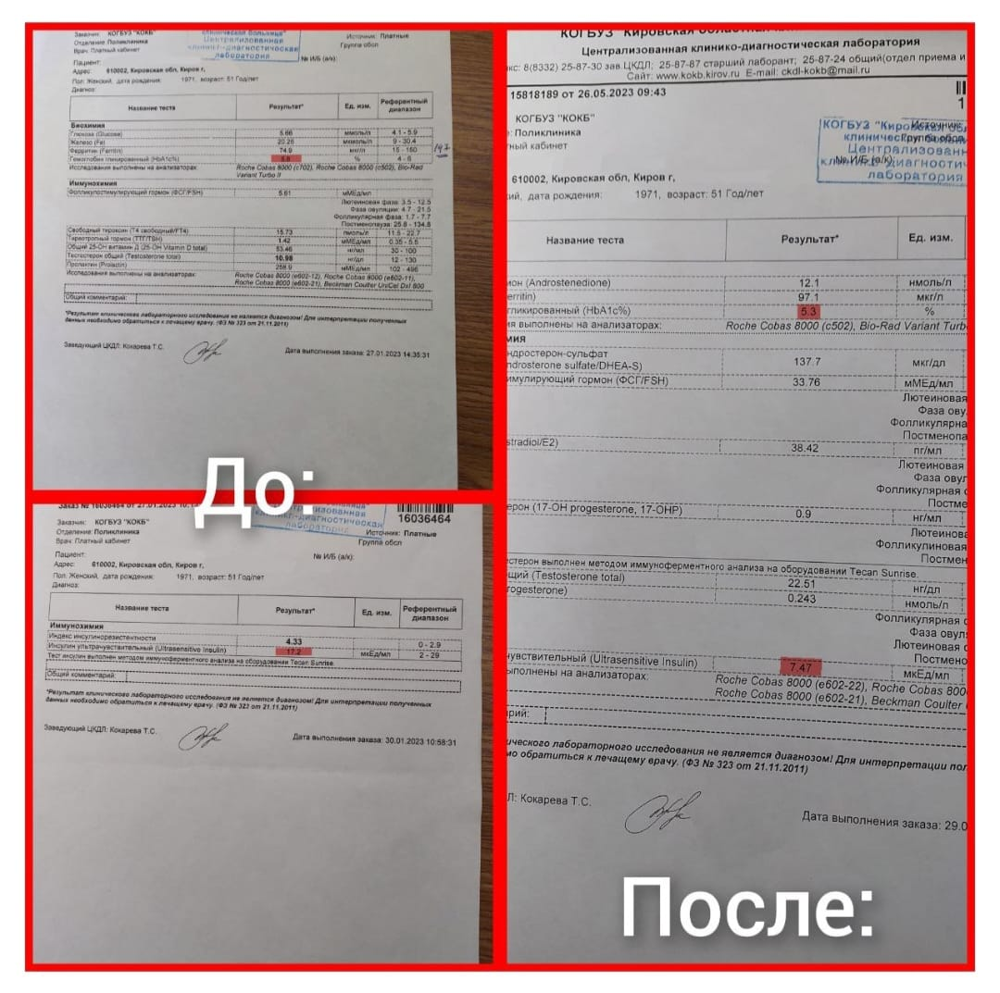 Заказчик: КОГБУЗ "КОКБ"
Отделение: Поликлиника
Врач: Платный кабинет
Источник: Платные
Группа обсл
клиническая больница"
Централизованная
клинико-диагностическая
лаборатория
№ И/Б (а/к):
Пациент:
Адрес: 610002, Кировская обл, Киров г,
Пол: Женский, дата рождения: 1971, возраст: 51 Год/лет
Диагноз:
Название теста Результат* Ед. изм. Референтный диапазон
Биохимия
Глюкоза (Glucose) 5.66 ммоль/л 4.1 - 5.9
Железо (Fe) 20.25 мкмоль/л 9 - 30.4
Ферритин (Ferritin) 74.9 мкг/л 15 - 150
Гемоглобин гликированный (HbA1c%) 5.8 % 4 - 6
Исследования выполнены на анализаторах: Roche Cobas 8000 (c702), Roche Cobas 8000 (c502), Bio-Rad
Variant Turbo II
Иммунохимия
Фолликулостимулирующий гормон (ФСГ/FSH) 5.61 мМЕд/мл
Лютеиновая фаза: 3.5 - 12.5
Фаза овуляции: 4.7 - 21.5
Фолликулярная фаза: 1.7 - 7.7
Постменопауза: 25.8 - 134.8
Свободный тироксин (Т4 свободный/FT4) 15.73 пмоль/л 11.5 - 22.7
Тиреотропный гормон (ТТГ/TSH) 1.42 мМЕд/л 0.35 - 5.5
Общий 25-OH витамин Д (25-OH Vitamin D total) 53.46 нг/мл 30 - 100
Тестостерон общий (Testosterone total) 10.98 нг/дл 12 - 130
Пролактин (Prolactin) 258.9 мМЕд/мл 102 - 496
Исследования выполнены на анализаторах: Roche Cobas 8000 (e602-12), Roche Cobas 8000 (e602-11),
Roche Cobas 8000 (e602-21), Beckman Coulter UniCel DxI 800
Общий комментарий:
*Результат клинического лабораторного исследования не является диагнозом! Для интерпретации полученных
данных необходимо обратиться к лечащему врачу. (ФЗ № 323 от 21.11.2011)
Заведующий ЦКДЛ: Кокарева Т.С.
Дата выполнения заказа: 27.01.2023 14:35:31
До:
Заказ № 16036464 от 27.01.2023
16036464
Заказчик: КОГБУЗ "КОКБ"
Отделение: Поликлиника
Врач: Платный кабинет
Источник: Платные
Группа обсл
клинико-диагностическая
лаборатория
Пациент:
№ И/Б (а/к):
Адрес: 610002, Кировская обл, Киров г,
Пол: Женский, дата рождения: 1971, возраст: 51 Год/лет
Диагноз:
Название теста Результат* Ед. изм. Референтный диапазон
Иммунохимия
Индекс инсулинорезистентности 4.33 0 - 2.9
Инсулин ультрачувствительный (Ultrasensitive Insulin) 17.2 мкЕд/мл 2 - 29
Тест инсулин выполнен методом иммуноферментного анализа на оборудовании Tecan Sunrise.
Общий комментарий:
*Результат клинического лабораторного исследования не является диагнозом! Для интерпретации полученных
данных необходимо обратиться к лечащему врачу. (ФЗ № 323 от 21.11.2011)
Заведующий ЦКДЛ: Кокарева Т.С.
Дата выполнения заказа: 30.01.2023 10:58:31
КОГБУЗ "Кировская
Централизованная клинико-диагностическая лаборатория
кс: 8(8332) 25-87-30 зав.ЦКДЛ; 25-87-87 старший лаборант; 25-87-24 общий(отдел приема и
Сайт: www.kokb.kirov.ru E-mail: ckdl-kokb@mail.ru
15818189 от 26.05.2023 09:43
1
КОГБУЗ "КОКБ"
е: Поликлиника
тный кабинет
Источник:
Группа обсл
№ И/Б (а/к):
КОГБУЗ "Кировская
клиническая
Централизованн
клинико-диагности
лаборатория
610002, Кировская обл, Киров г,
кий, дата рождения: 1971, возраст: 51 Год/лет
Название теста Результат* Ед. изм.
ион (Androstenedione) 12.1 нмоль/л
erritin) 97.1 мкг/л
гликированный (HbA1c%) 5.3 %
ия выполнены на анализаторах: Roche Cobas 8000 (c502), Bio-Rad Variant Turb
мия
ндростерон-сульфат
ndrosterone sulfate/DHEA-S) 137.7 мкг/дл
имулирующий гормон (ФСГ/FSH) 33.76 мМЕд/мл
Лютеиновая
Фаза ову
Фолликулярна
Постменопа
stradiol/E2) 38.42 пг/мл
Лютеиновая
Фаза овул
Фолликулярная
Постме
ерон (17-OH progesterone, 17-OHP) 0.9 нг/мл
Лютеинова
Фолликулиновая
Постмен
естерон выполнен методом иммуноферментного анализа на оборудовании Tecan Sunrise.
щий (Testosterone total) 22.51 нг/дл
rogesterone) 0.243 нмоль/л
Фолликулярная
Фаза овул
Лютеиновая
Постмено
чувствительный (Ultrasensitive Insulin) 7.47 мкЕд/мл
ыполнены на анализаторах: Roche Cobas 8000 (e602-22), Roche Cobas 800
Roche Cobas 8000 (e602-21), Beckman Coulter
арий:
ического лабораторного исследования не является диагнозом! Для интерпретации пол
мо обратиться к лечащему врачу. (ФЗ № 323 от 21.11.2011)
Л: Кокарева Т.С.
Дата выполнения заказа: 29.0
После: